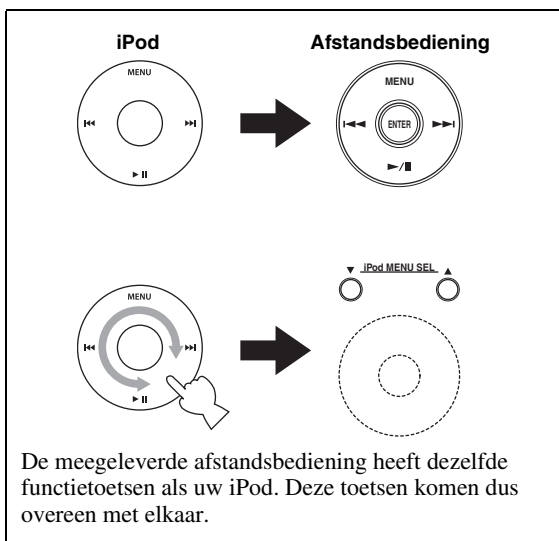 iPod
Afstandsbediening
MENU
MENU
ENTER
iPod MENU SEL
MENU
De meegeleverde afstandsbediening heeft dezelfde
functietoetsen als uw iPod. Deze toetsen komen dus
overeen met elkaar.